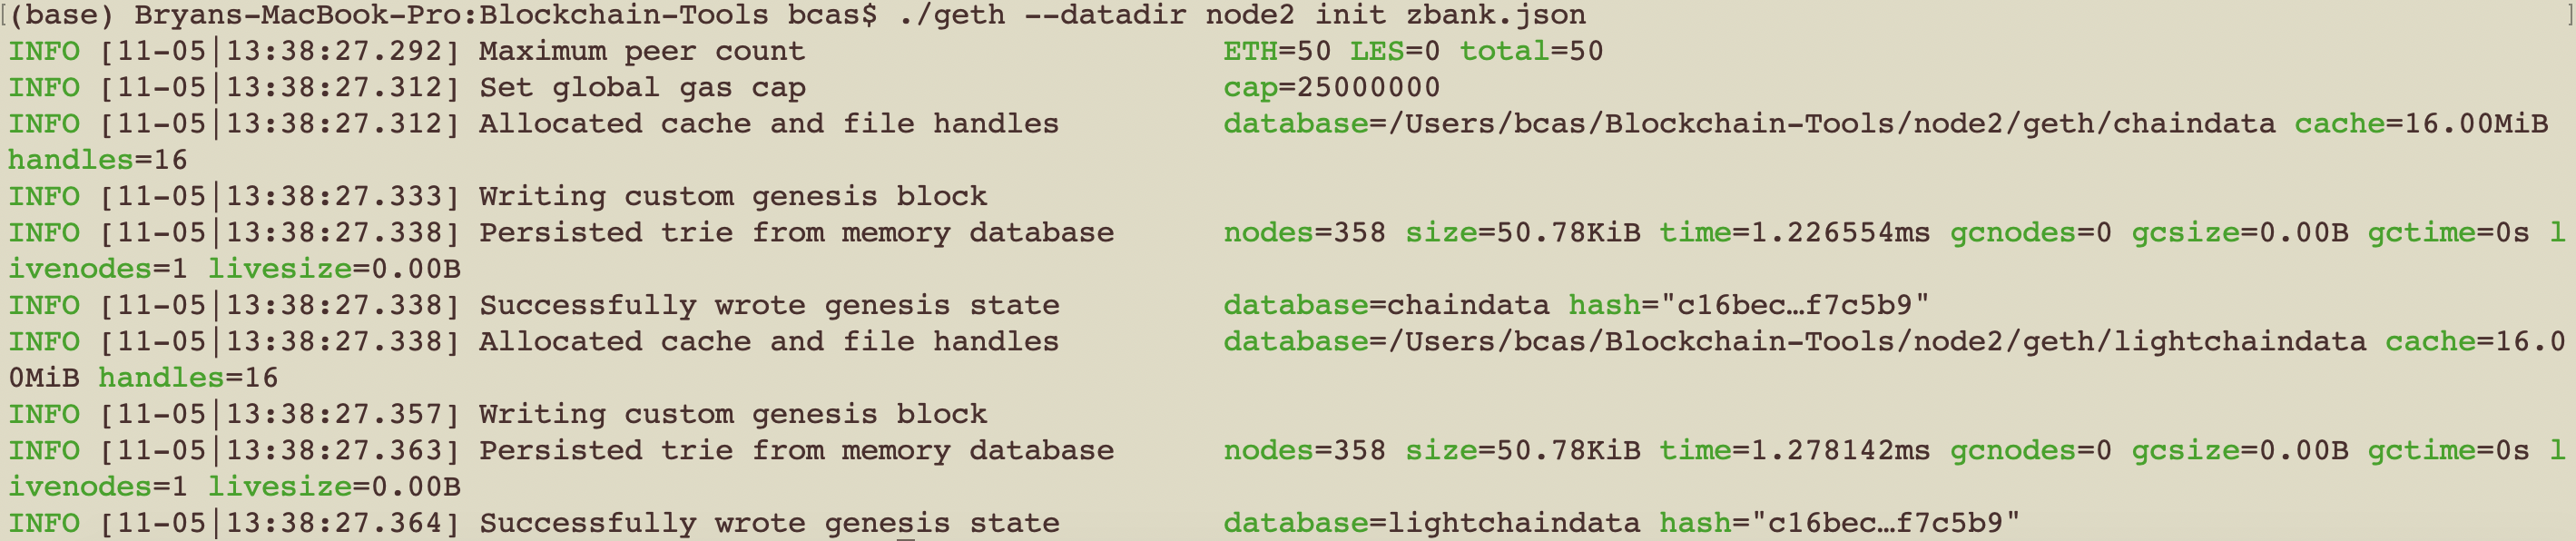 [(base) Bryans-MacBook-Pro:Blockchain-Tools bcas$ ./geth --datadir node2 init zbank.json ]
INFO [11-05|13:38:27.292] Maximum peer count ETH=50 LES=0 total=50
INFO [11-05|13:38:27.312] Set global gas cap cap=25000000
INFO [11-05|13:38:27.312] Allocated cache and file handles database=/Users/bcas/Blockchain-Tools/node2/geth/chaindata cache=16.00MiB
handles=16
INFO [11-05|13:38:27.333] Writing custom genesis block
INFO [11-05|13:38:27.338] Persisted trie from memory database nodes=358 size=50.78KiB time=1.226554ms gcnodes=0 gcsize=0.00B gctime=0s l
ivenodes=1 livesize=0.00B
INFO [11-05|13:38:27.338] Successfully wrote genesis state database=chaindata hash="c16bec…f7c5b9"
INFO [11-05|13:38:27.338] Allocated cache and file handles database=/Users/bcas/Blockchain-Tools/node2/geth/lightchaindata cache=16.0
0MiB handles=16
INFO [11-05|13:38:27.357] Writing custom genesis block
INFO [11-05|13:38:27.363] Persisted trie from memory database nodes=358 size=50.78KiB time=1.278142ms gcnodes=0 gcsize=0.00B gctime=0s l
ivenodes=1 livesize=0.00B
INFO [11-05|13:38:27.364] Successfully wrote genesis state database=lightchaindata hash="c16bec…f7c5b9"